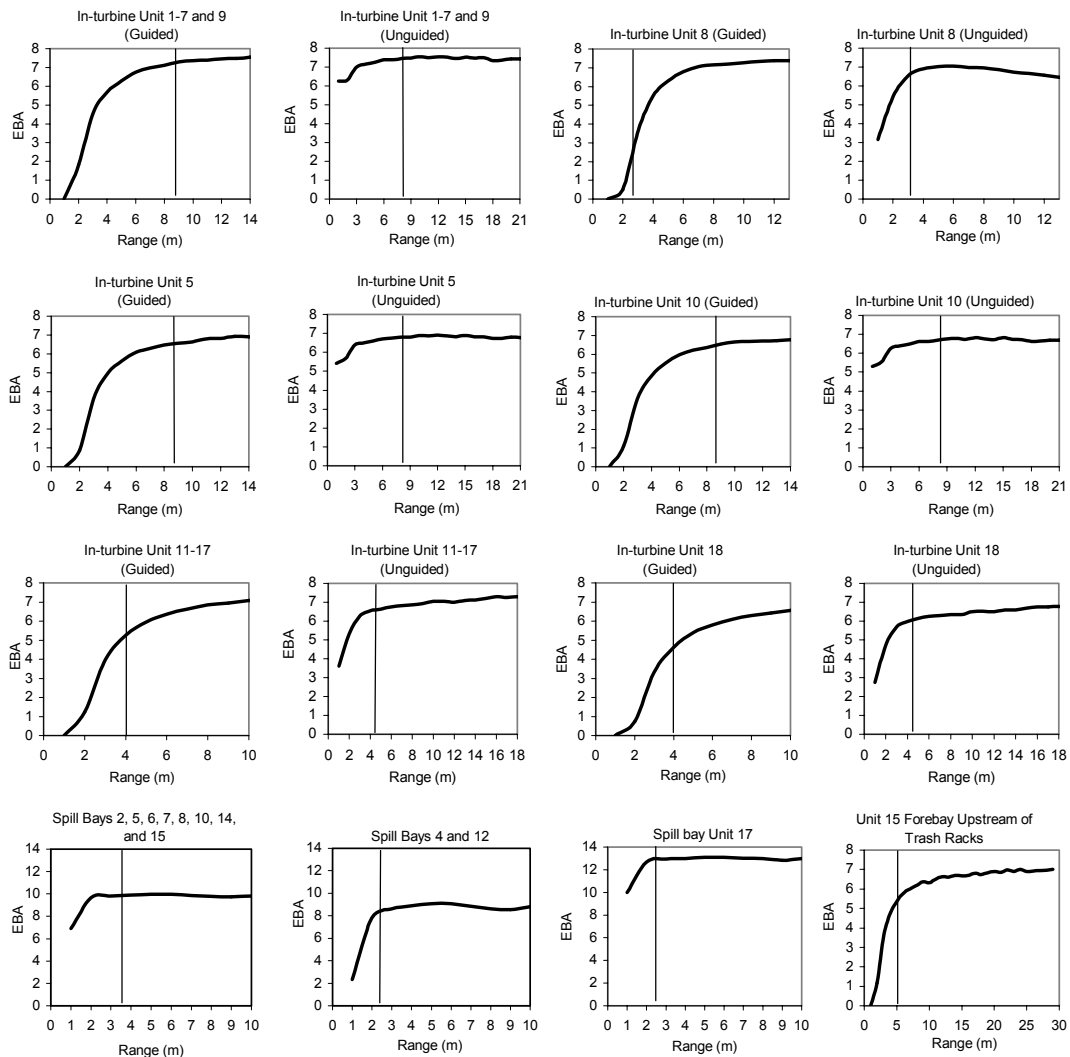 In-turbine Unit 1-7 and 9
(Guided)
EBA
8
7
6
5
4
3
2
1
0
0 2 4 6 8 10 12 14
Range (m)
In-turbine Unit 1-7 and 9
(Unguided)
EBA
8
7
6
5
4
3
2
1
0
0 3 6 9 12 15 18 21
Range (m)
In-turbine Unit 8 (Guided)
EBA
8
7
6
5
4
3
2
1
0
0 2 4 6 8 10 12
Range (m)
In-turbine Unit 8 (Unguided)
EBA
8
7
6
5
4
3
2
1
0
0 2 4 6 8 10 12
Range (m)
In-turbine Unit 5
(Guided)
EBA
8
7
6
5
4
3
2
1
0
0 2 4 6 8 10 12 14
Range (m)
In-turbine Unit 5
(Unguided)
EBA
8
7
6
5
4
3
2
1
0
0 3 6 9 12 15 18 21
Range (m)
In-turbine Unit 10 (Guided)
EBA
8
7
6
5
4
3
2
1
0
0 2 4 6 8 10 12 14
Range (m)
In-turbine Unit 10 (Unguided)
EBA
8
7
6
5
4
3
2
1
0
0 3 6 9 12 15 18 21
Range (m)
In-turbine Unit 11-17
(Guided)
EBA
8
7
6
5
4
3
2
1
0
0 2 4 6 8 10
Range (m)
In-turbine Unit 11-17
(Unguided)
EBA
8
7
6
5
4
3
2
1
0
0 2 4 6 8 10 12 14 16 18
Range (m)
In-turbine Unit 18
(Guided)
EBA
8
7
6
5
4
3
2
1
0
0 2 4 6 8 10
Range (m)
In-turbine Unit 18
(Unguided)
EBA
8
7
6
5
4
3
2
1
0
0 2 4 6 8 10 12 14 16 18
Range (m)
Spill Bays 2, 5, 6, 7, 8, 10, 14,
and 15
EBA
14
12
10
8
6
4
2
0
0 1 2 3 4 5 6 7 8 9 10
Range (m)
Spill Bays 4 and 12
EBA
14
12
10
8
6
4
2
0
0 1 2 3 4 5 6 7 8 9 10
Range (m)
Spill bay Unit 17
EBA
14
12
10
8
6
4
2
0
0 1 2 3 4 5 6 7 8 9 10
Range (m)
Unit 15 Forebay Upstream of
Trash Racks
EBA
8
7
6
5
4
3
2
1
0
0 5 10 15 20 25 30
Range (m)